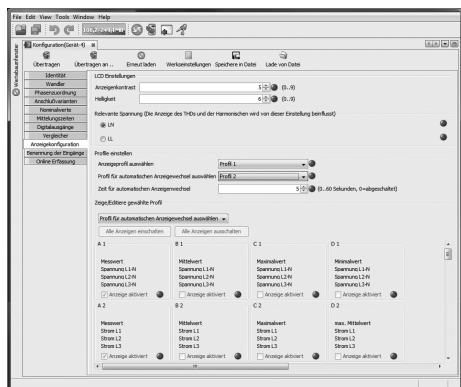 File Edit View Tools Window Help
Konfiguration[Gerät-4]
Übertragen
Übertragen an ..
Erneut laden
Werkseinstellungen
Speichere in Datei
Lade von Datei
Identität
Wandler
Phasenzuordnung
Anschlußvarianten
Nominalwerte
Mittelungszeiten
Digitalausgänge
Vergleicher
Anzeigekonfiguration
Benennung der Eingänge
Online Erfassung
LCD Einstellungen
Anzeigenkontrast 5 (0..9)
Helligkeit 6 (0..9)
Relevante Spannung (Die Anzeige des THDs und der Harmonischen wird von dieser Einstellung beinflusst)
LN
LL
Profile einstellen
Anzeigeprofil auswählen Profil 1
Profil für automatischen Anzeigewechsel auswählen Profil 2
Zeit für automatischen Anzeigenwechsel 5 (0..60 Sekunden, 0=abgeschaltet)
Zeige/Editiere gewählte Profil
Profil für automatischen Anzeigewechsel auswählen
Alle Anzeigen einschalten
Alle Anzeigen ausschalten
A 1 B 1 C 1 D 1
Messwert Mittelwert Maximalwert Minimalwert
Spannung L1-N Spannung L1-N Spannung L1-N Spannung L1-N
Spannung L2-N Spannung L2-N Spannung L2-N Spannung L2-N
Spannung L3-N Spannung L3-N Spannung L3-N Spannung L3-N
Anzeige aktiviert Anzeige aktiviert Anzeige aktiviert Anzeige aktiviert
A 2 B 2 C 2 D 2
Messwert Mittelwert Maximalwert max. Mittelwert
Strom L1 Strom L1 Strom L1 Strom L1
Strom L2 Strom L2 Strom L2 Strom L2
Strom L3 Strom L3 Strom L3 Strom L3
Anzeige aktiviert Anzeige aktiviert Anzeige aktiviert Anzeige aktiviert